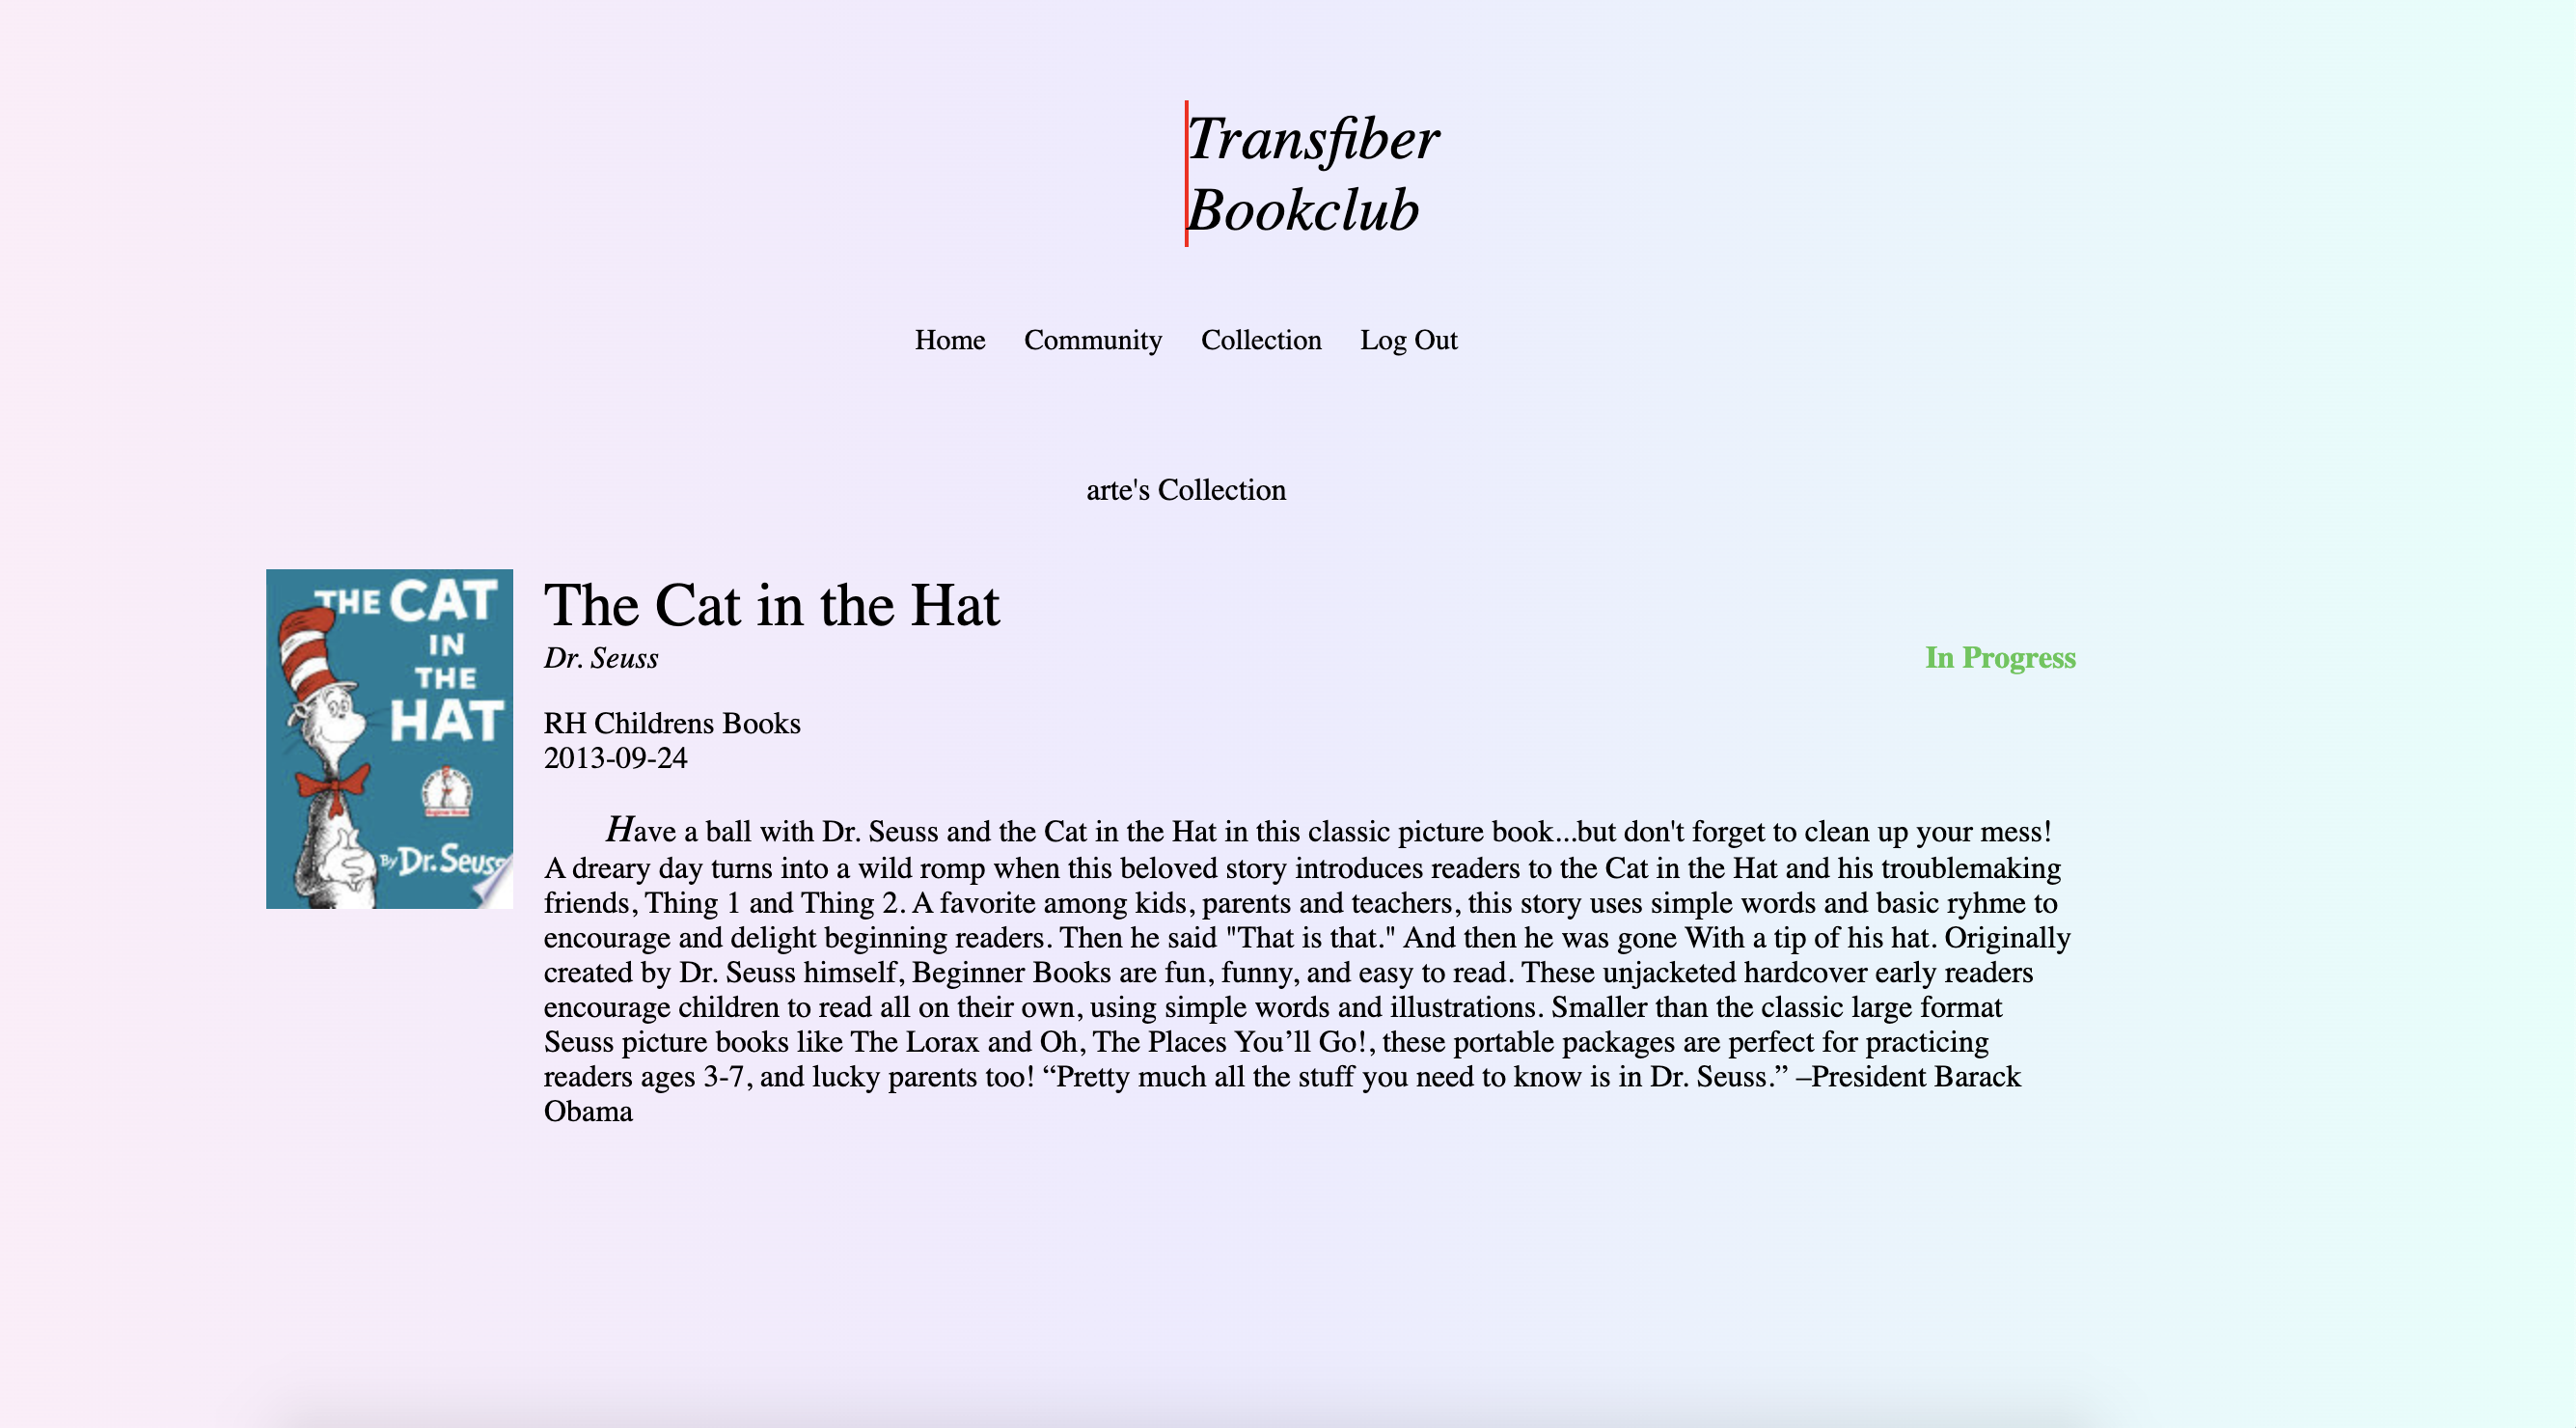 Transfiber
Bookclub
Home Community Collection Log Out
arte's Collection
THE CAT
IN
THE
HAT
By Dr. Seuss
The Cat in the Hat
Dr. Seuss
In Progress
RH Childrens Books
2013-09-24
Have a ball with Dr. Seuss and the Cat in the Hat in this classic picture book...but don't forget to clean up your mess!
A dreary day turns into a wild romp when this beloved story introduces readers to the Cat in the Hat and his troublemaking
friends, Thing 1 and Thing 2. A favorite among kids, parents and teachers, this story uses simple words and basic ryhme to
encourage and delight beginning readers. Then he said "That is that." And then he was gone With a tip of his hat. Originally
created by Dr. Seuss himself, Beginner Books are fun, funny, and easy to read. These unjacketed hardcover early readers
encourage children to read all on their own, using simple words and illustrations. Smaller than the classic large format
Seuss picture books like The Lorax and Oh, The Places You’ll Go!, these portable packages are perfect for practicing
readers ages 3-7, and lucky parents too! “Pretty much all the stuff you need to know is in Dr. Seuss.” –President Barack
Obama